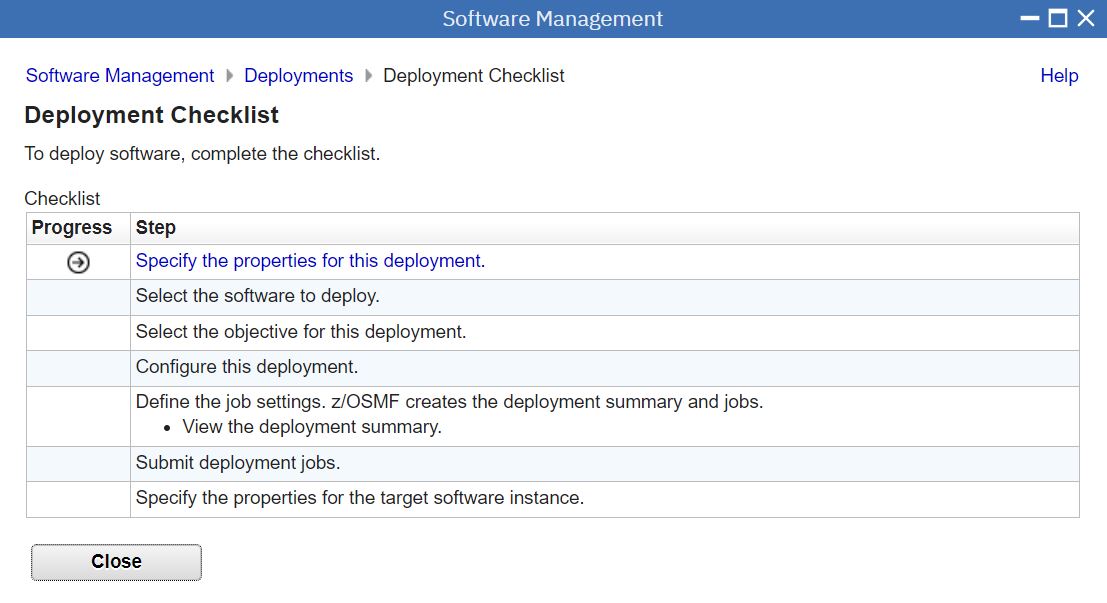 Software Management
Software Management Deployments Deployment Checklist Help
Deployment Checklist
To deploy software, complete the checklist.
Checklist
Progress Step
Specify the properties for this deployment.
Select the software to deploy.
Select the objective for this deployment.
Configure this deployment.
Define the job settings. z/OSMF creates the deployment summary and jobs.
• View the deployment summary.
Submit deployment jobs.
Specify the properties for the target software instance.
Close